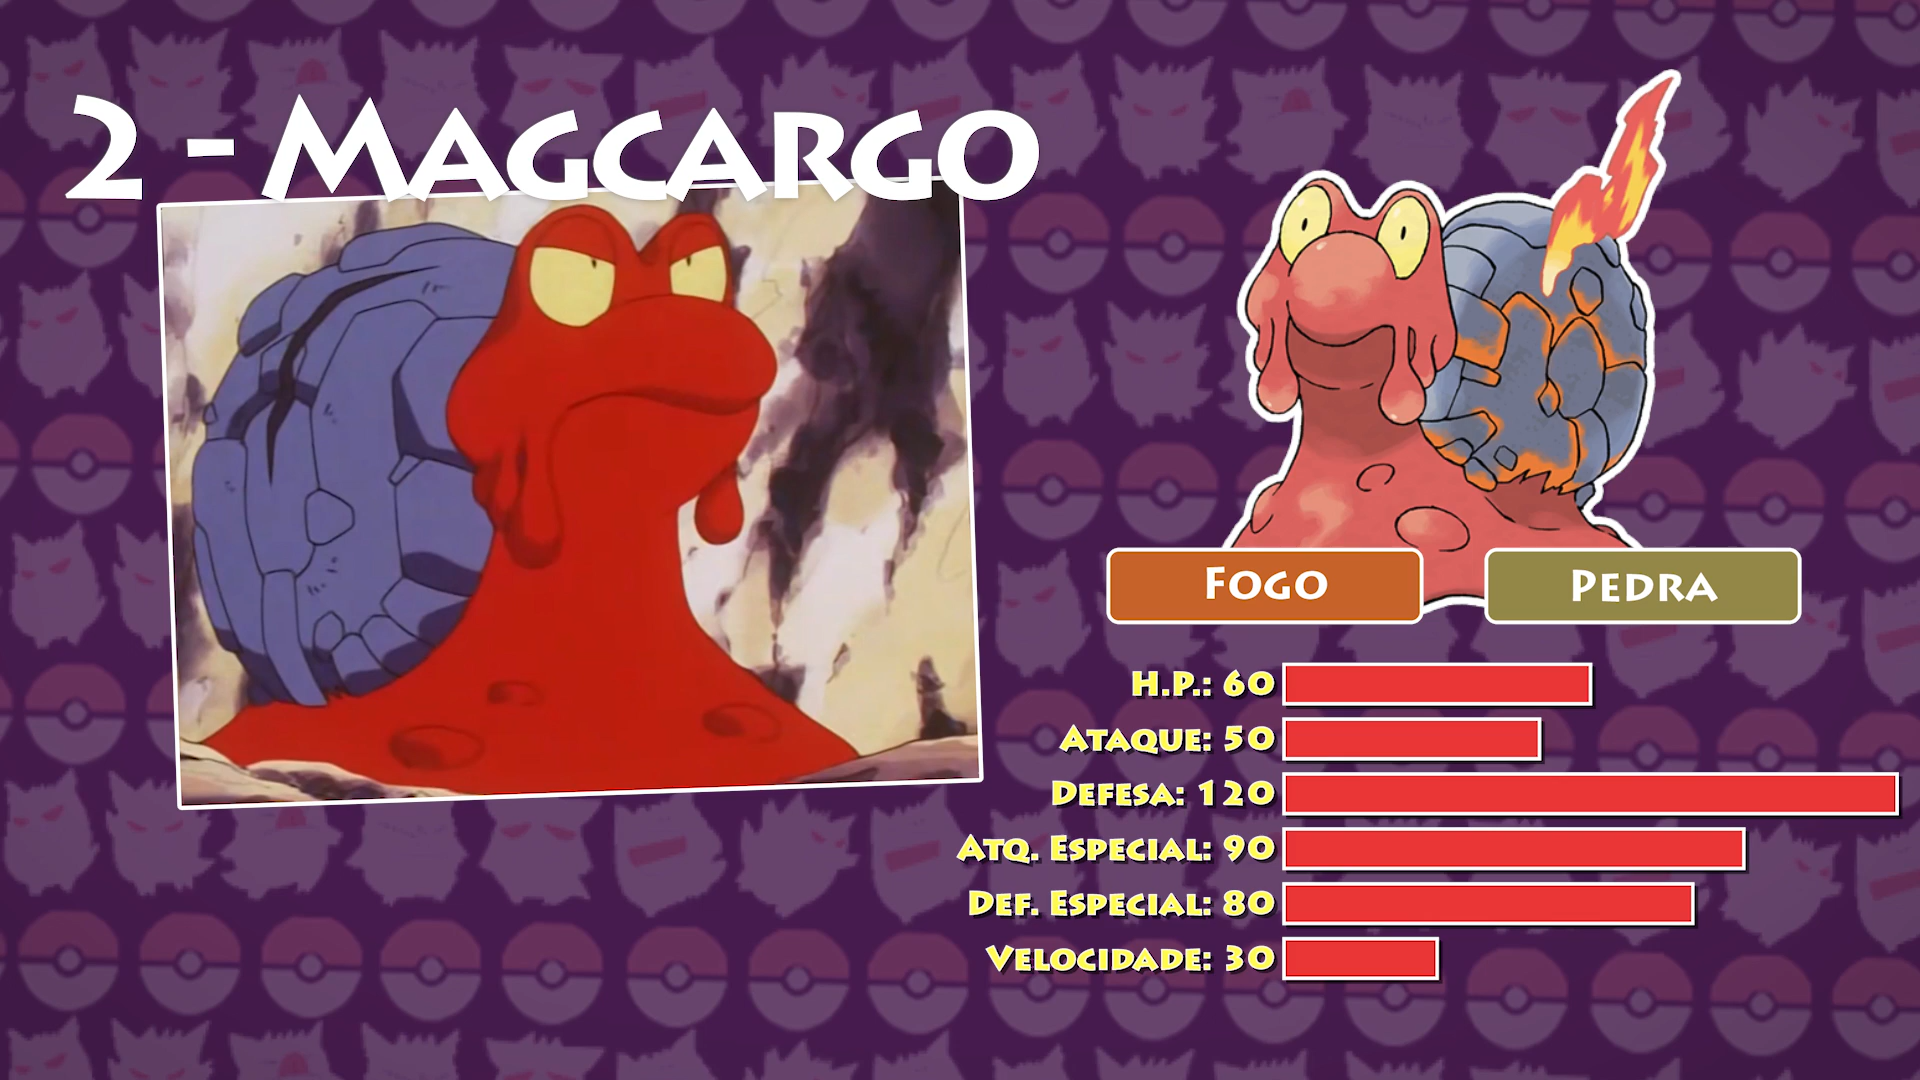 2 - Magcargo
Fogo
Pedra
H.P.: 60
Ataque: 50
Defesa: 120
Atq. Especial: 90
Def. Especial: 80
Velocidade: 30